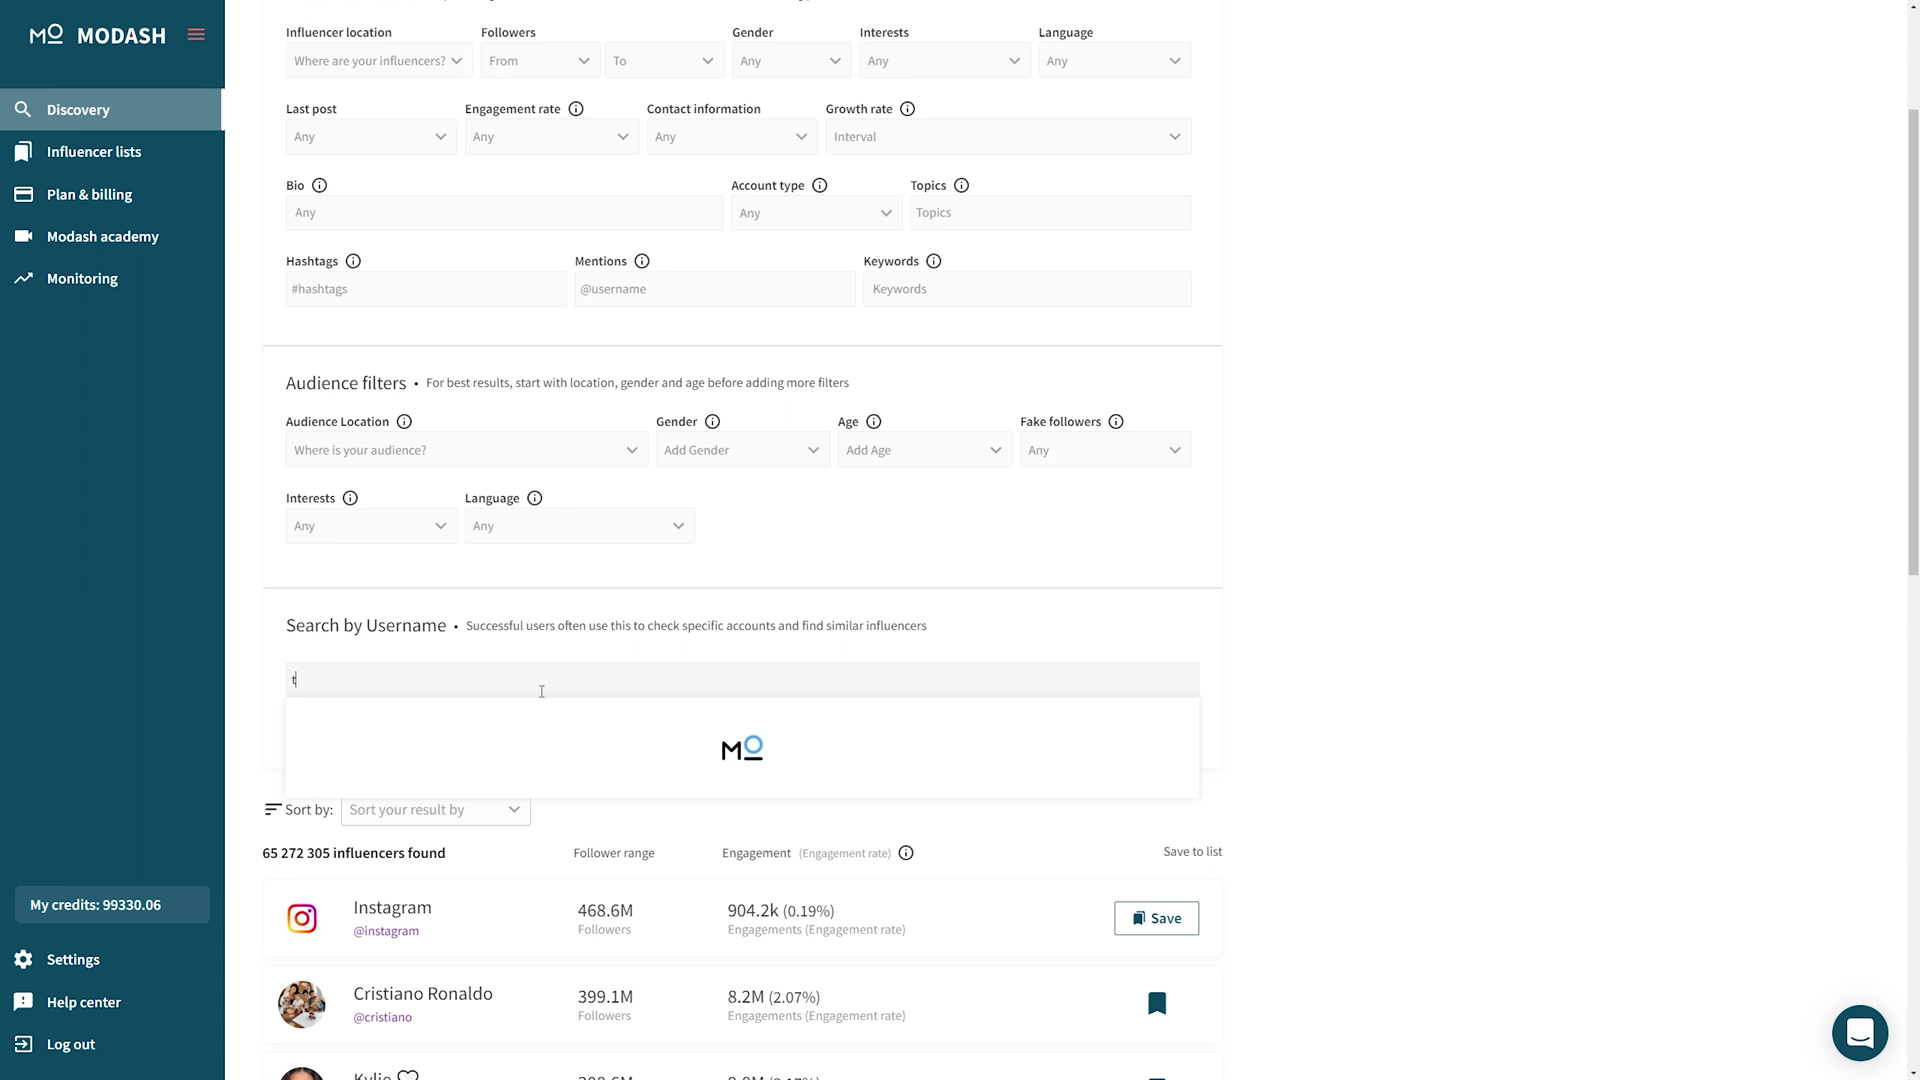 MO MODASH
Discovery
Influencer lists
Plan & billing
Modash academy
Monitoring
My credits: 99330.06
Settings
Help center
Log out
Influencer location Followers Gender Interests Language
Where are your influencers? From To Any Any Any
Last post Engagement rate Contact information Growth rate
Any Any Any Interval
Bio Account type Topics
Any Any Topics
Hashtags Mentions Keywords
#hashtags @username Keywords
Audience filters • For best results, start with location, gender and age before adding more filters
Audience Location Gender Age Fake followers
Where is your audience? Add Gender Add Age Any
Interests Language
Any Any
Search by Username • Successful users often use this to check specific accounts and find similar influencers
t
MO
Sort by: Sort your result by
65 272 305 influencers found Follower range Engagement (Engagement rate) Save to list
Instagram 468.6M 904.2k (0.19%) Save
@instagram Followers Engagements (Engagement rate)
Cristiano Ronaldo 399.1M 8.2M (2.07%)
@cristiano Followers Engagements (Engagement rate)
Kylie